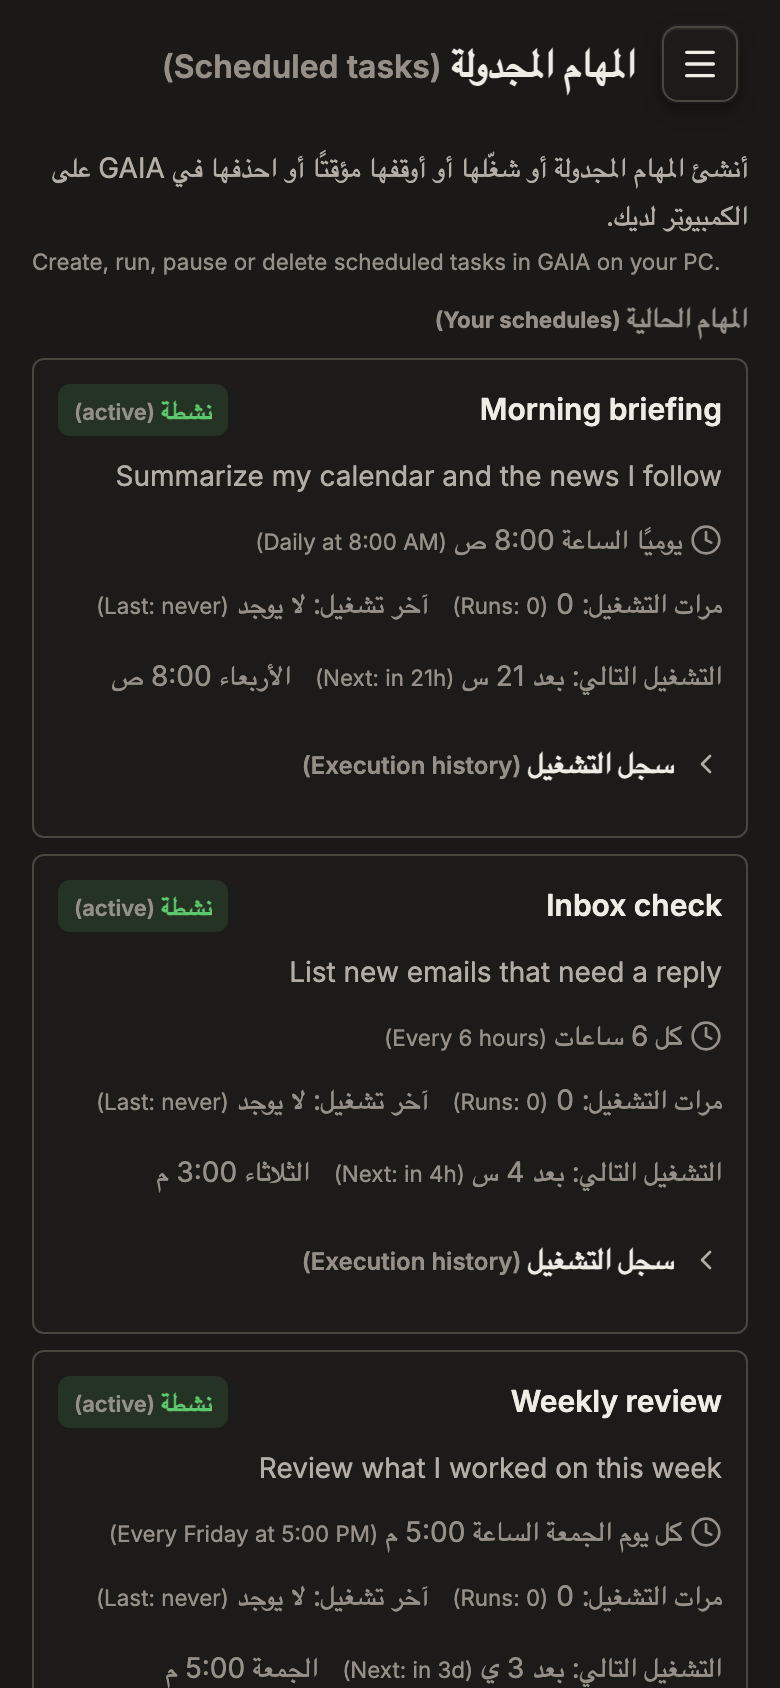 المهام المجدولة (Scheduled tasks)
أنشئ المهام المجدولة أو شغّلها أو أوقفها مؤقتًا أو احذفها في GAIA على
الكمبيوتر لديك.
Create, run, pause or delete scheduled tasks in GAIA on your PC.
المهام الحالية (Your schedules)
Morning briefing
نشطة (active)
Summarize my calendar and the news I follow
يوميًا الساعة 8:00 ص (Daily at 8:00 AM)
مرات التشغيل: 0 (Runs: 0) آخر تشغيل: لا يوجد (Last: never)
التشغيل التالي: بعد 21 س (Next: in 21h) الأربعاء 8:00 ص
سجل التشغيل (Execution history)
Inbox check
نشطة (active)
List new emails that need a reply
كل 6 ساعات (Every 6 hours)
مرات التشغيل: 0 (Runs: 0) آخر تشغيل: لا يوجد (Last: never)
التشغيل التالي: بعد 4 س (Next: in 4h) الثلاثاء 3:00 م
سجل التشغيل (Execution history)
Weekly review
نشطة (active)
Review what I worked on this week
كل يوم الجمعة الساعة 5:00 م (Every Friday at 5:00 PM)
مرات التشغيل: 0 (Runs: 0) آخر تشغيل: لا يوجد (Last: never)
التشغيل التالي: بعد 3 ي (Next: in 3d) الجمعة 5:00 م